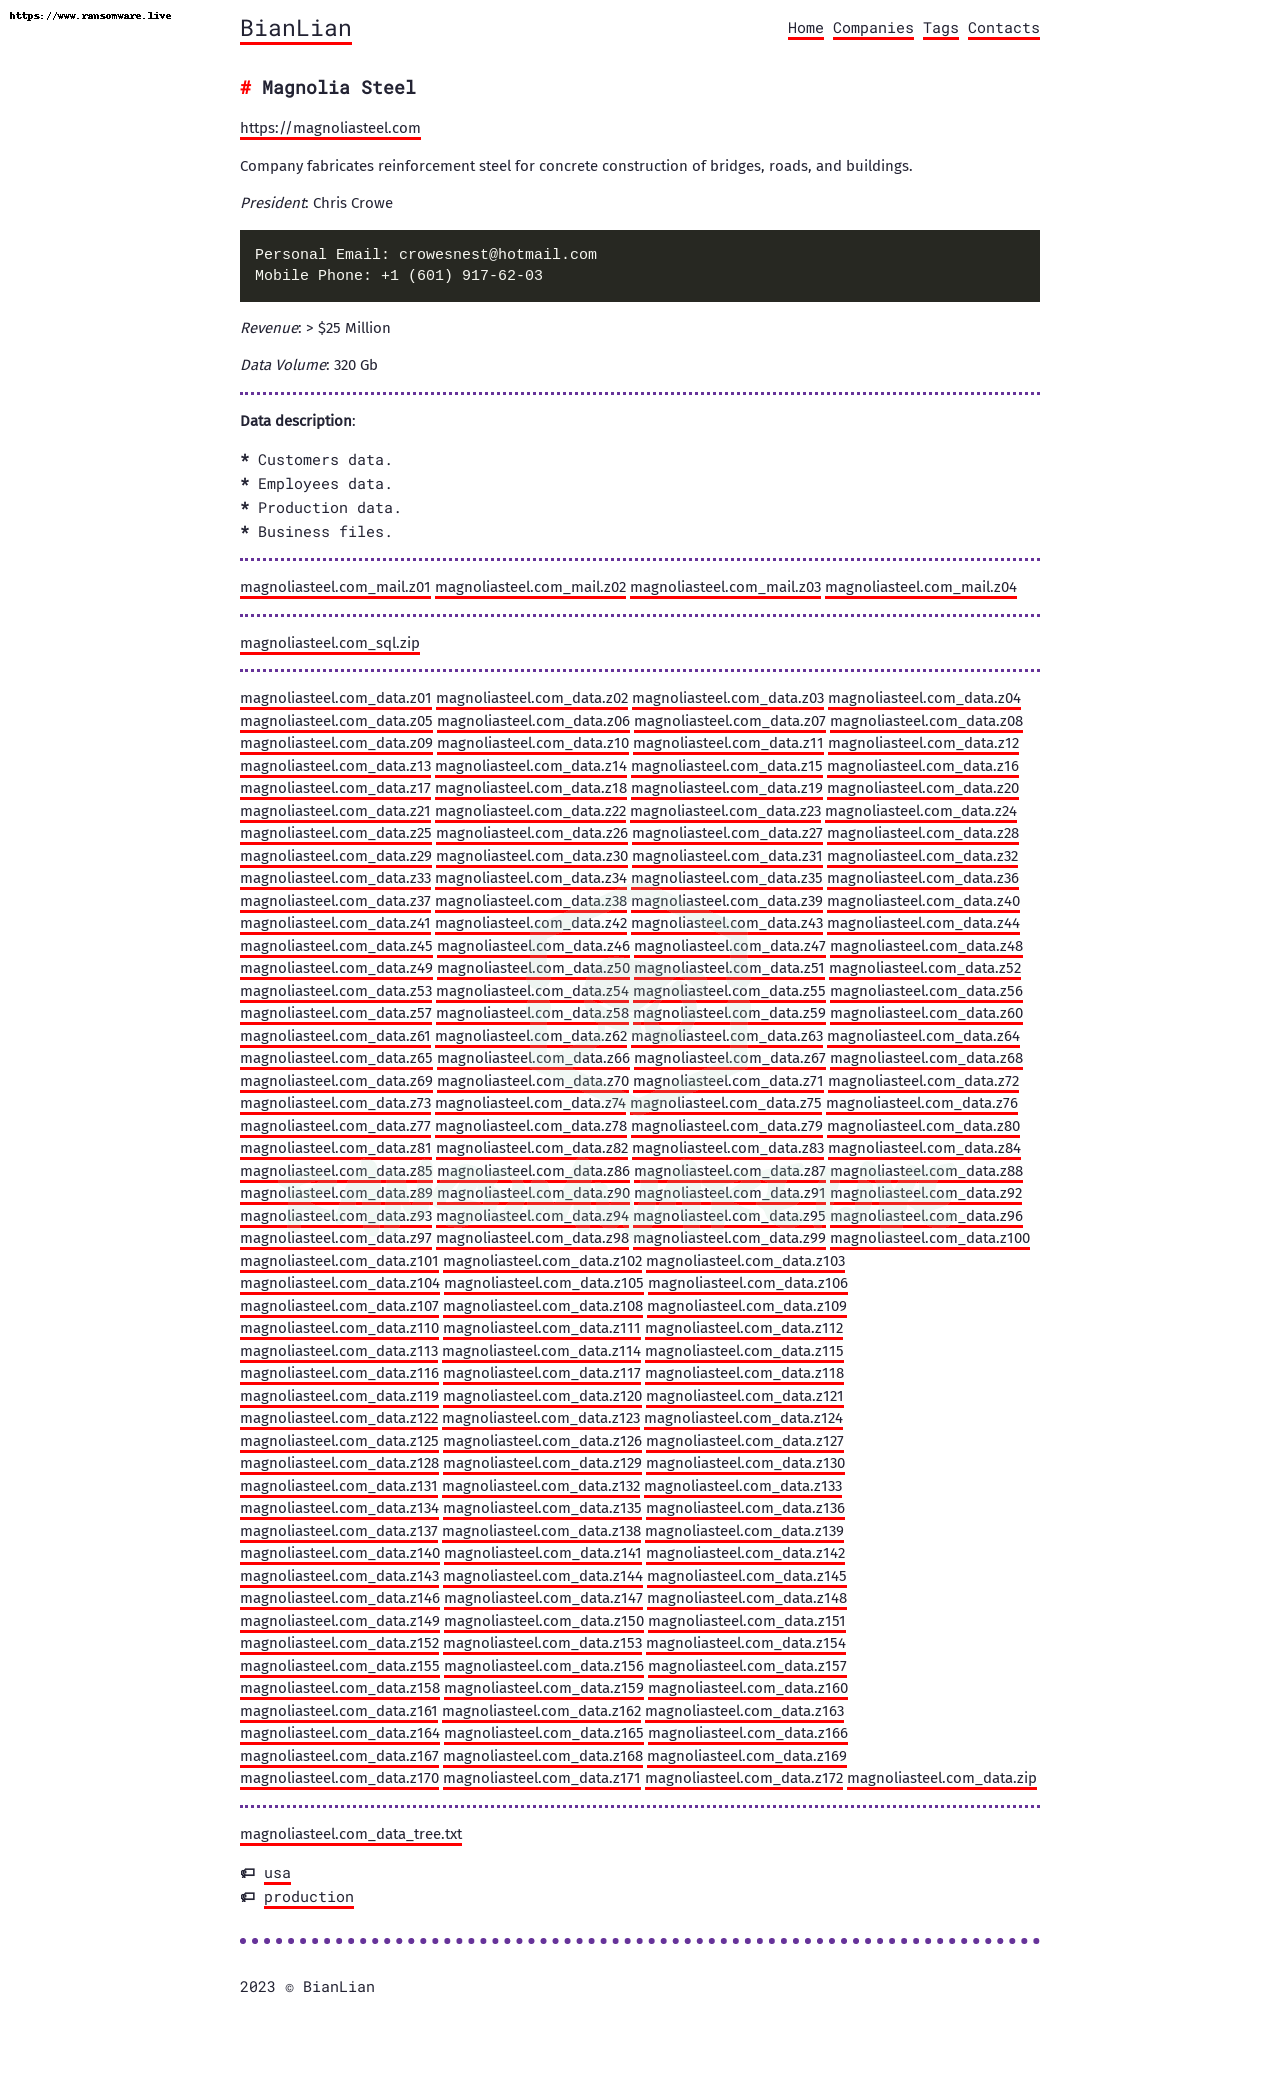 https://www.ransomware.live
BianLian
Home Companies Tags Contacts
# Magnolia Steel
https://magnoliasteel.com
Company fabricates reinforcement steel for concrete construction of bridges, roads, and buildings.
President: Chris Crowe
Personal Email: crowesnest@hotmail.com
Mobile Phone: +1 (601) 917-62-03
Revenue: > $25 Million
Data Volume: 320 Gb
Data description:
* Customers data.
* Employees data.
* Production data.
* Business files.
magnoliasteel.com_mail.z01 magnoliasteel.com_mail.z02 magnoliasteel.com_mail.z03 magnoliasteel.com_mail.z04
magnoliasteel.com_sql.zip
magnoliasteel.com_data.z01 magnoliasteel.com_data.z02 magnoliasteel.com_data.z03 magnoliasteel.com_data.z04
magnoliasteel.com_data.z05 magnoliasteel.com_data.z06 magnoliasteel.com_data.z07 magnoliasteel.com_data.z08
magnoliasteel.com_data.z09 magnoliasteel.com_data.z10 magnoliasteel.com_data.z11 magnoliasteel.com_data.z12
magnoliasteel.com_data.z13 magnoliasteel.com_data.z14 magnoliasteel.com_data.z15 magnoliasteel.com_data.z16
magnoliasteel.com_data.z17 magnoliasteel.com_data.z18 magnoliasteel.com_data.z19 magnoliasteel.com_data.z20
magnoliasteel.com_data.z21 magnoliasteel.com_data.z22 magnoliasteel.com_data.z23 magnoliasteel.com_data.z24
magnoliasteel.com_data.z25 magnoliasteel.com_data.z26 magnoliasteel.com_data.z27 magnoliasteel.com_data.z28
magnoliasteel.com_data.z29 magnoliasteel.com_data.z30 magnoliasteel.com_data.z31 magnoliasteel.com_data.z32
magnoliasteel.com_data.z33 magnoliasteel.com_data.z34 magnoliasteel.com_data.z35 magnoliasteel.com_data.z36
magnoliasteel.com_data.z37 magnoliasteel.com_data.z38 magnoliasteel.com_data.z39 magnoliasteel.com_data.z40
magnoliasteel.com_data.z41 magnoliasteel.com_data.z42 magnoliasteel.com_data.z43 magnoliasteel.com_data.z44
magnoliasteel.com_data.z45 magnoliasteel.com_data.z46 magnoliasteel.com_data.z47 magnoliasteel.com_data.z48
magnoliasteel.com_data.z49 magnoliasteel.com_data.z50 magnoliasteel.com_data.z51 magnoliasteel.com_data.z52
magnoliasteel.com_data.z53 magnoliasteel.com_data.z54 magnoliasteel.com_data.z55 magnoliasteel.com_data.z56
magnoliasteel.com_data.z57 magnoliasteel.com_data.z58 magnoliasteel.com_data.z59 magnoliasteel.com_data.z60
magnoliasteel.com_data.z61 magnoliasteel.com_data.z62 magnoliasteel.com_data.z63 magnoliasteel.com_data.z64
magnoliasteel.com_data.z65 magnoliasteel.com_data.z66 magnoliasteel.com_data.z67 magnoliasteel.com_data.z68
magnoliasteel.com_data.z69 magnoliasteel.com_data.z70 magnoliasteel.com_data.z71 magnoliasteel.com_data.z72
magnoliasteel.com_data.z73 magnoliasteel.com_data.z74 magnoliasteel.com_data.z75 magnoliasteel.com_data.z76
magnoliasteel.com_data.z77 magnoliasteel.com_data.z78 magnoliasteel.com_data.z79 magnoliasteel.com_data.z80
magnoliasteel.com_data.z81 magnoliasteel.com_data.z82 magnoliasteel.com_data.z83 magnoliasteel.com_data.z84
magnoliasteel.com_data.z85 magnoliasteel.com_data.z86 magnoliasteel.com_data.z87 magnoliasteel.com_data.z88
magnoliasteel.com_data.z89 magnoliasteel.com_data.z90 magnoliasteel.com_data.z91 magnoliasteel.com_data.z92
magnoliasteel.com_data.z93 magnoliasteel.com_data.z94 magnoliasteel.com_data.z95 magnoliasteel.com_data.z96
magnoliasteel.com_data.z97 magnoliasteel.com_data.z98 magnoliasteel.com_data.z99 magnoliasteel.com_data.z100
magnoliasteel.com_data.z101 magnoliasteel.com_data.z102 magnoliasteel.com_data.z103
magnoliasteel.com_data.z104 magnoliasteel.com_data.z105 magnoliasteel.com_data.z106
magnoliasteel.com_data.z107 magnoliasteel.com_data.z108 magnoliasteel.com_data.z109
magnoliasteel.com_data.z110 magnoliasteel.com_data.z111 magnoliasteel.com_data.z112
magnoliasteel.com_data.z113 magnoliasteel.com_data.z114 magnoliasteel.com_data.z115
magnoliasteel.com_data.z116 magnoliasteel.com_data.z117 magnoliasteel.com_data.z118
magnoliasteel.com_data.z119 magnoliasteel.com_data.z120 magnoliasteel.com_data.z121
magnoliasteel.com_data.z122 magnoliasteel.com_data.z123 magnoliasteel.com_data.z124
magnoliasteel.com_data.z125 magnoliasteel.com_data.z126 magnoliasteel.com_data.z127
magnoliasteel.com_data.z128 magnoliasteel.com_data.z129 magnoliasteel.com_data.z130
magnoliasteel.com_data.z131 magnoliasteel.com_data.z132 magnoliasteel.com_data.z133
magnoliasteel.com_data.z134 magnoliasteel.com_data.z135 magnoliasteel.com_data.z136
magnoliasteel.com_data.z137 magnoliasteel.com_data.z138 magnoliasteel.com_data.z139
magnoliasteel.com_data.z140 magnoliasteel.com_data.z141 magnoliasteel.com_data.z142
magnoliasteel.com_data.z143 magnoliasteel.com_data.z144 magnoliasteel.com_data.z145
magnoliasteel.com_data.z146 magnoliasteel.com_data.z147 magnoliasteel.com_data.z148
magnoliasteel.com_data.z149 magnoliasteel.com_data.z150 magnoliasteel.com_data.z151
magnoliasteel.com_data.z152 magnoliasteel.com_data.z153 magnoliasteel.com_data.z154
magnoliasteel.com_data.z155 magnoliasteel.com_data.z156 magnoliasteel.com_data.z157
magnoliasteel.com_data.z158 magnoliasteel.com_data.z159 magnoliasteel.com_data.z160
magnoliasteel.com_data.z161 magnoliasteel.com_data.z162 magnoliasteel.com_data.z163
magnoliasteel.com_data.z164 magnoliasteel.com_data.z165 magnoliasteel.com_data.z166
magnoliasteel.com_data.z167 magnoliasteel.com_data.z168 magnoliasteel.com_data.z169
magnoliasteel.com_data.z170 magnoliasteel.com_data.z171 magnoliasteel.com_data.z172 magnoliasteel.com_data.zip
magnoliasteel.com_data_tree.txt
usa
production
2023 © BianLian